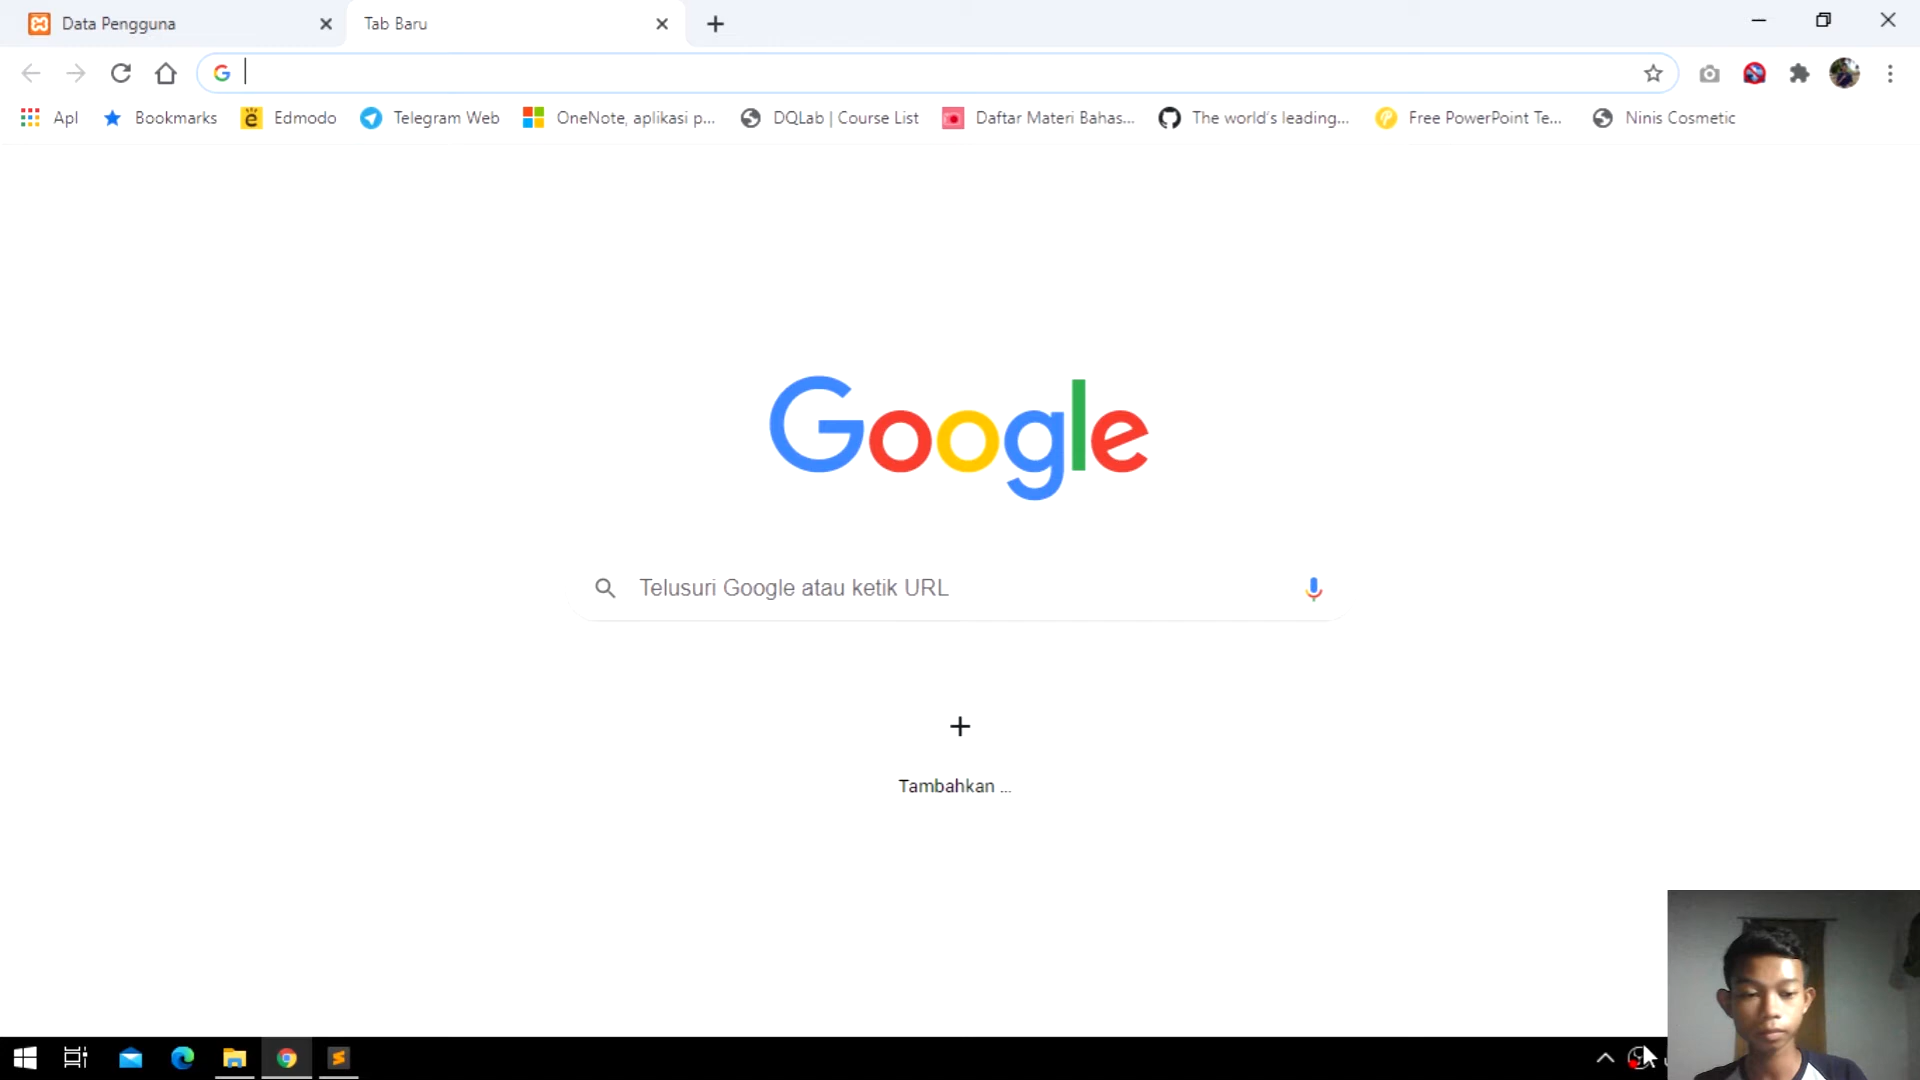 Data Pengguna
Tab Baru
Apl
Bookmarks
Edmodo
Telegram Web
OneNote, aplikasi p...
DQLab | Course List
Daftar Materi Bahas...
The world's leading...
Free PowerPoint Te...
Ninis Cosmetic
Google
Telusuri Google atau ketik URL
Tambahkan ...